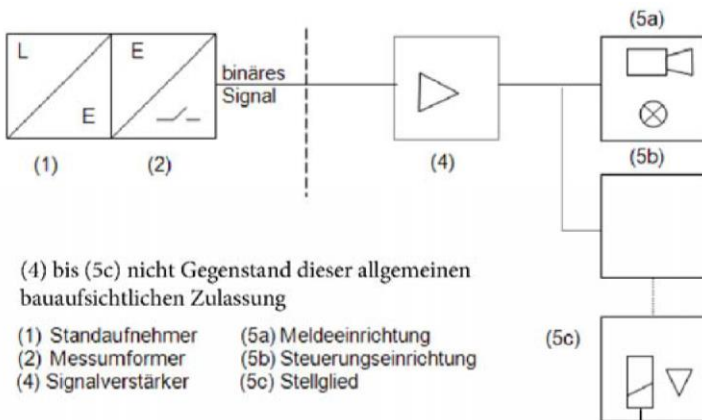 (5a)
L
E
E
binäres
Signal
(1)
(2)
(4)
(5b)
(4) bis (5c) nicht Gegenstand dieser allgemeinen
bauaufsichtlichen Zulassung
(1) Standaufnehmer
(5a) Meldeeinrichtung
(5c)
(2) Messumformer
(5b) Steuerungseinrichtung
(4) Signalverstärker
(5c) Stellglied